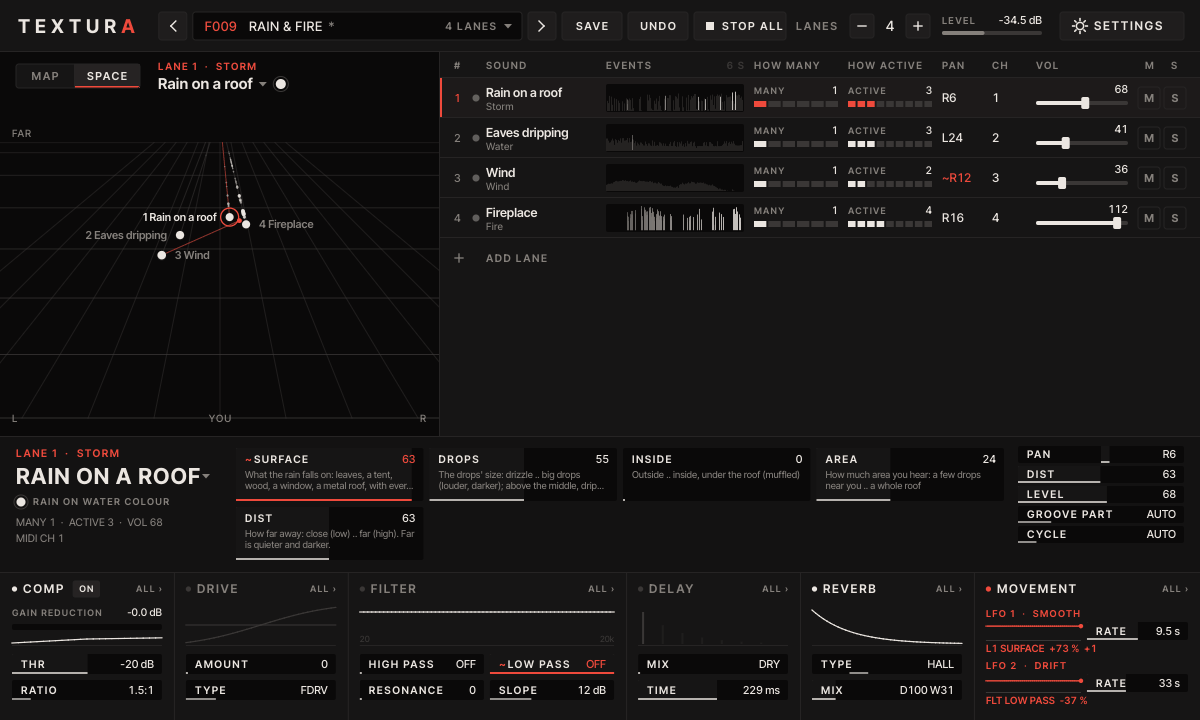 TEXTURA
F009 RAIN & FIRE * 4 LANES
SAVE UNDO STOP ALL LANES 4 LEVEL -34.5 dB SETTINGS
MAP SPACE
LANE 1 · STORM
Rain on a roof
FAR
1 Rain on a roof
4 Fireplace
2 Eaves dripping
3 Wind
L YOU R
# SOUND EVENTS 6 S HOW MANY HOW ACTIVE PAN CH VOL M S
1 Rain on a roof MANY 1 ACTIVE 3 R6 1 68 M S
Storm
2 Eaves dripping MANY 1 ACTIVE 3 L24 2 41 M S
Water
3 Wind MANY 1 ACTIVE 2 ~R12 3 36 M S
Wind
4 Fireplace MANY 1 ACTIVE 4 R16 4 112 M S
Fire
+ ADD LANE
LANE 1 · STORM
RAIN ON A ROOF
RAIN ON WATER COLOUR
MANY 1 · ACTIVE 3 · VOL 68
MIDI CH 1
~SURFACE 63
What the rain falls on: leaves, a tent,
wood, a window, a metal roof, with ever...
DROPS 55
The drops' size: drizzle .. big drops
(louder, darker); above the middle, drip...
INSIDE 0
Outside .. inside, under the roof (muffled)
AREA 24
How much area you hear: a few drops
near you .. a whole roof
DIST 63
How far away: close (low) .. far (high). Far
is quieter and darker.
PAN R6
DIST 63
LEVEL 68
GROOVE PART AUTO
CYCLE AUTO
COMP ON ALL ›
GAIN REDUCTION -0.0 dB
THR -20 dB
RATIO 1.5:1
DRIVE ALL ›
AMOUNT 0
TYPE FDRV
FILTER ALL ›
20 20k
HIGH PASS OFF ~LOW PASS OFF
RESONANCE 0 SLOPE 12 dB
DELAY ALL ›
MIX DRY
TIME 229 ms
REVERB ALL ›
TYPE HALL
MIX D100 W31
MOVEMENT ALL ›
LFO 1 · SMOOTH
RATE 9.5 s
L1 SURFACE +73 % +1
LFO 2 · DRIFT
RATE 33 s
FLT LOW PASS -37 %